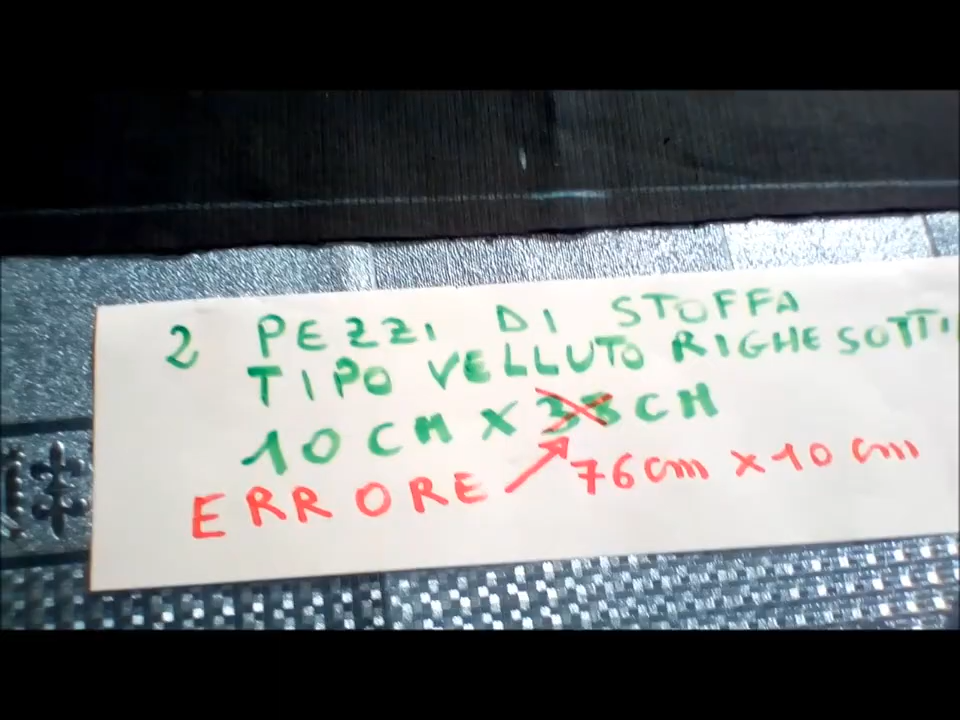 2 PEZZI DI STOFFA
TIPO VELLUTO RIGHE SOTTI
10 CM X 38 CM
ERRORE 76 cm x 10 cm